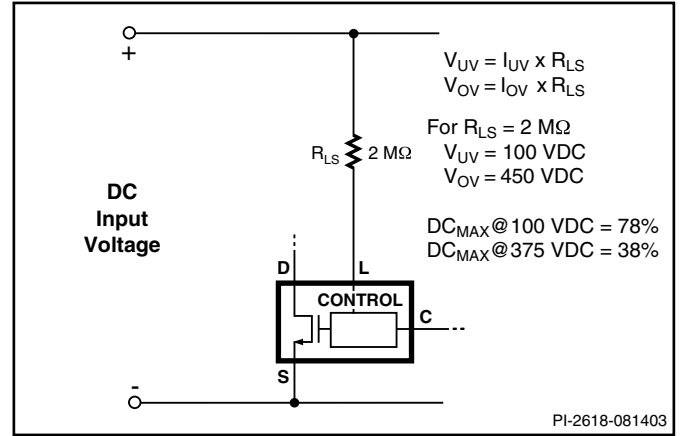 +
V_UV = I_UV x R_LS
V_OV = I_OV x R_LS
For R_LS = 2 MΩ
V_UV = 100 VDC
V_OV = 450 VDC
R_LS 2 MΩ
DC
Input
Voltage
DC_MAX@100 VDC = 78%
DC_MAX@375 VDC = 38%
D L
CONTROL
C
S
-
PI-2618-081403